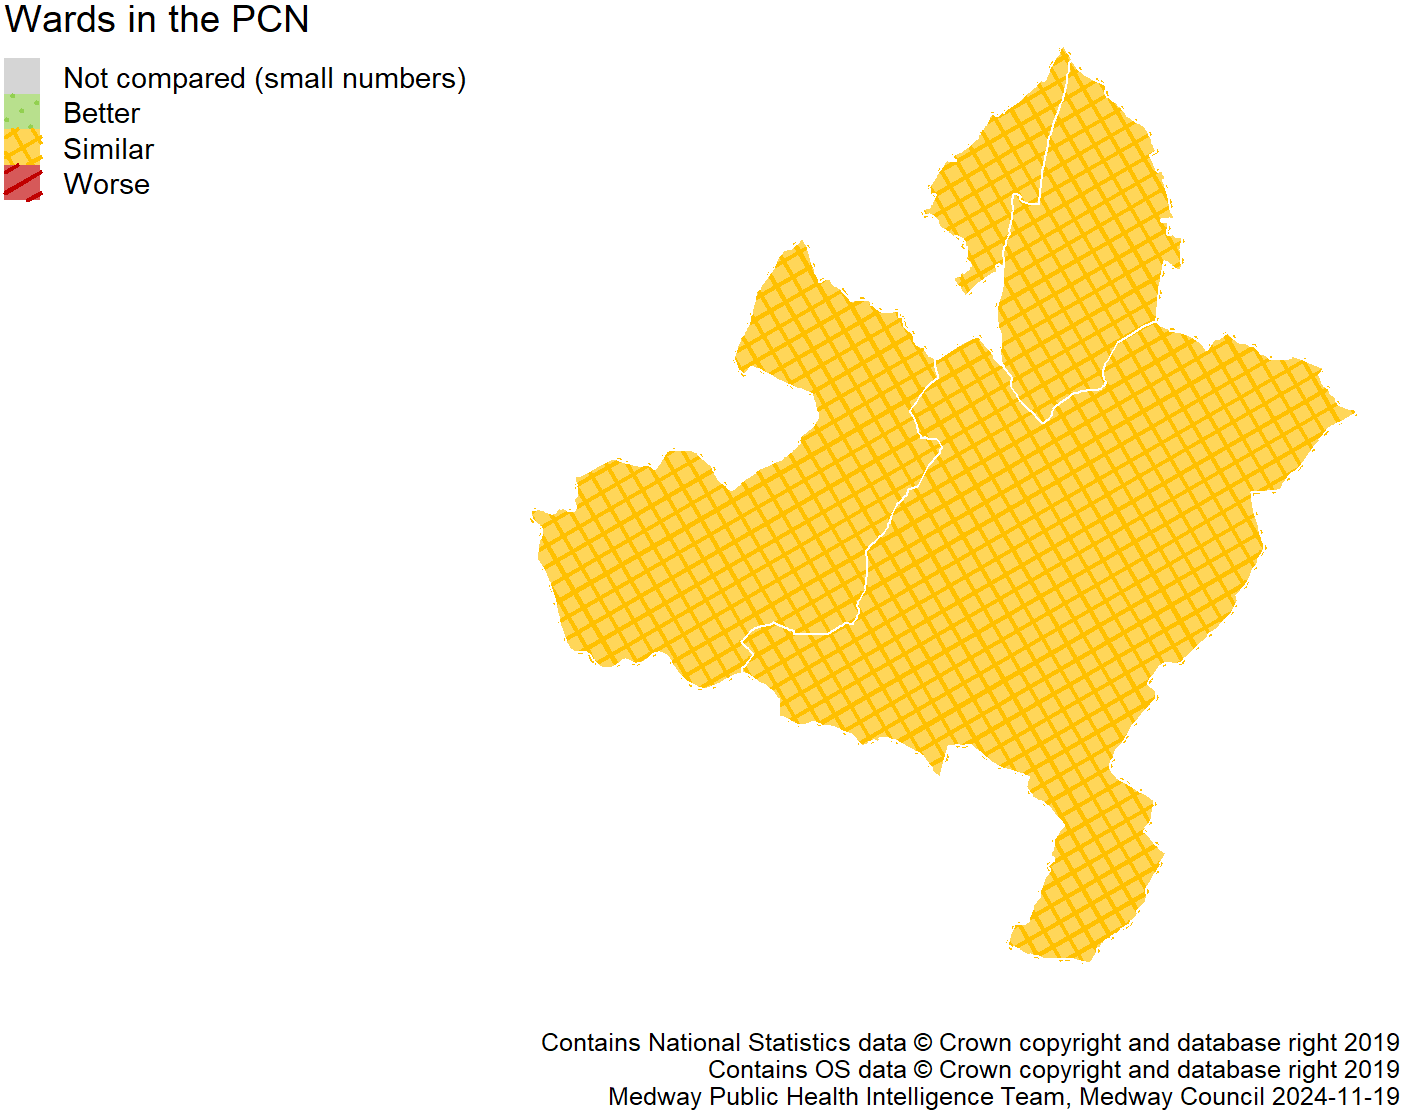 Wards in the PCN
Not compared (small numbers)
Better
Similar
Worse
Contains National Statistics data © Crown copyright and database right 2019
Contains OS data © Crown copyright and database right 2019
Medway Public Health Intelligence Team, Medway Council 2024-11-19